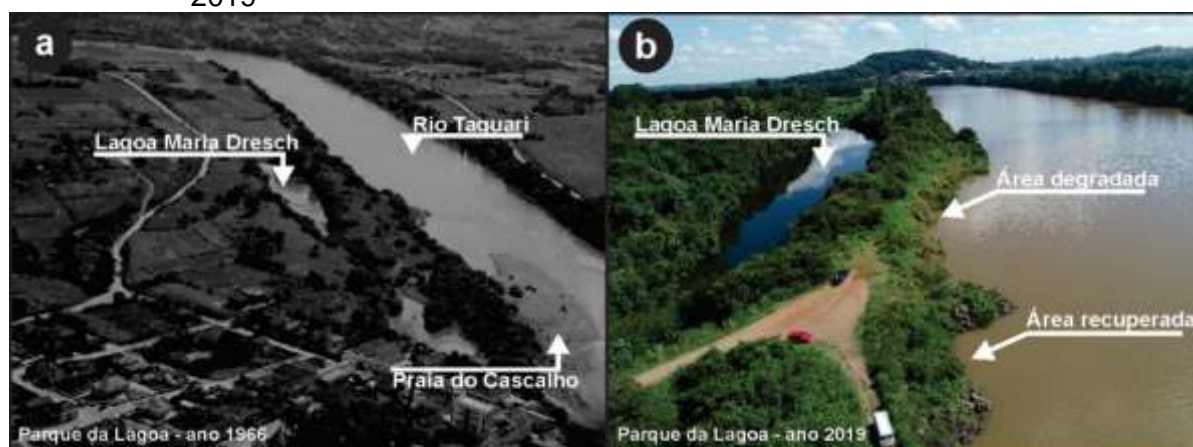 2019
a
Lagoa Maria Dresch
Rio Taquari
Praia do Cascalho
Parque da Lagoa - ano 1966
b
Lagoa Maria Dresch
Área degradada
Área recuperada
Parque da Lagoa - ano 2019